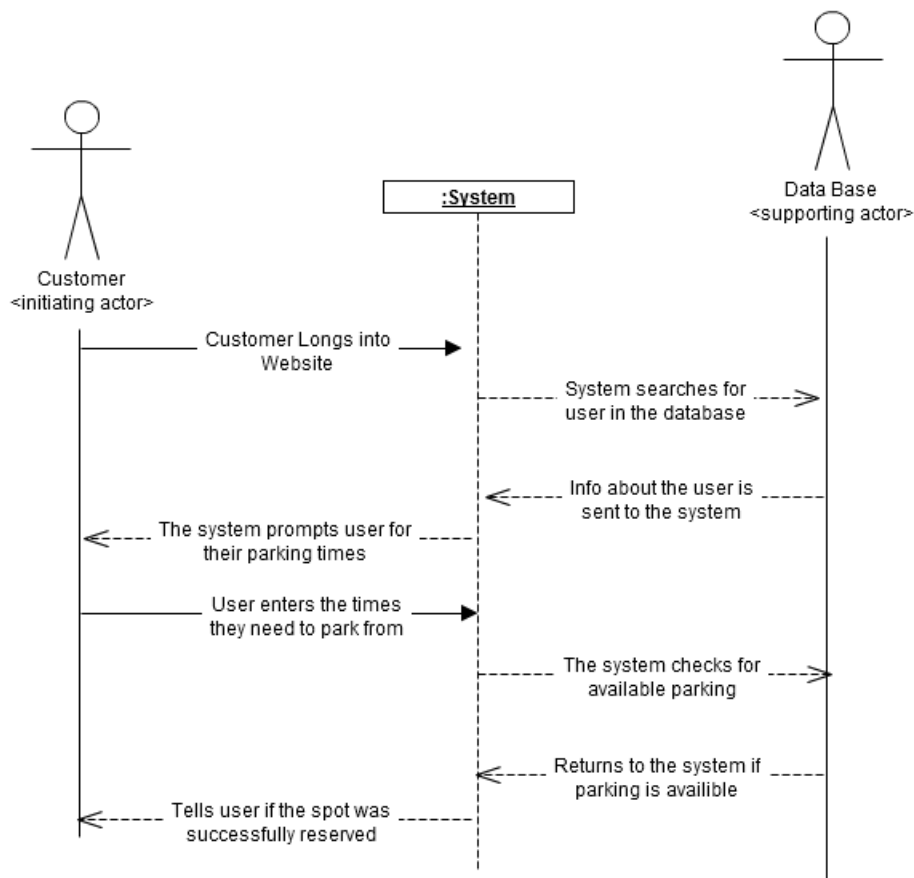 Data Base
<supporting actor>
:System
Customer
<initiating actor>
Customer Longs into
Website
System searches for
user in the database
Info about the user is
sent to the system
The system prompts user for
their parking times
User enters the times
they need to park from
The system checks for
available parking
Returns to the system if
parking is availible
Tells user if the spot was
successfully reserved